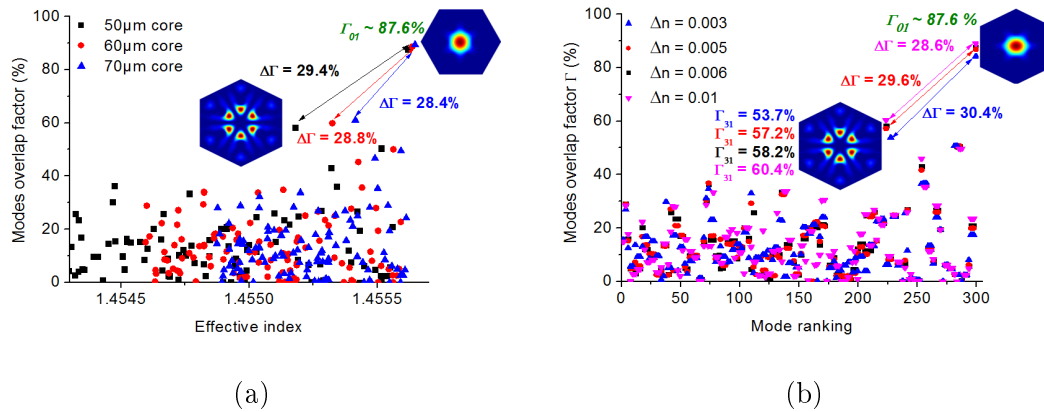 50μm core
60μm core
70μm core
Γ01 ~ 87.6%
ΔΓ = 29.4%
ΔΓ = 28.4%
ΔΓ = 28.8%
100
80
60
40
20
0
Modes overlap factor (%)
1.4545
1.4550
1.4555
Effective index
(a)
Δn = 0.003
Δn = 0.005
Δn = 0.006
Δn = 0.01
Γ01 ~ 87.6 %
ΔΓ = 28.6%
ΔΓ = 29.6%
ΔΓ = 30.4%
Γ31 = 53.7%
Γ31 = 57.2%
Γ31 = 58.2%
Γ31 = 60.4%
100
80
60
40
20
0
Modes overlap factor Γ (%)
0 50 100 150 200 250 300
Mode ranking
(b)